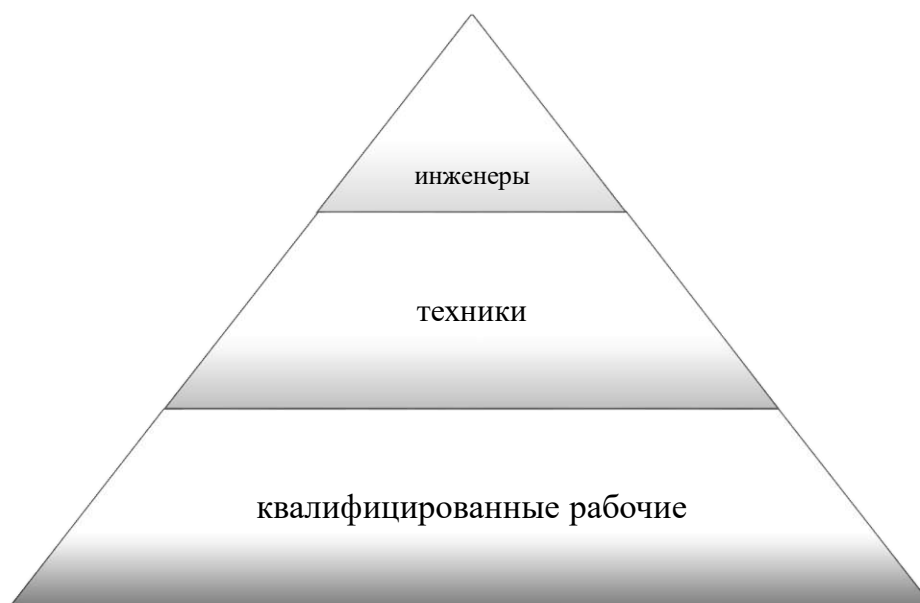 инженеры
техники
квалифицированные рабочие